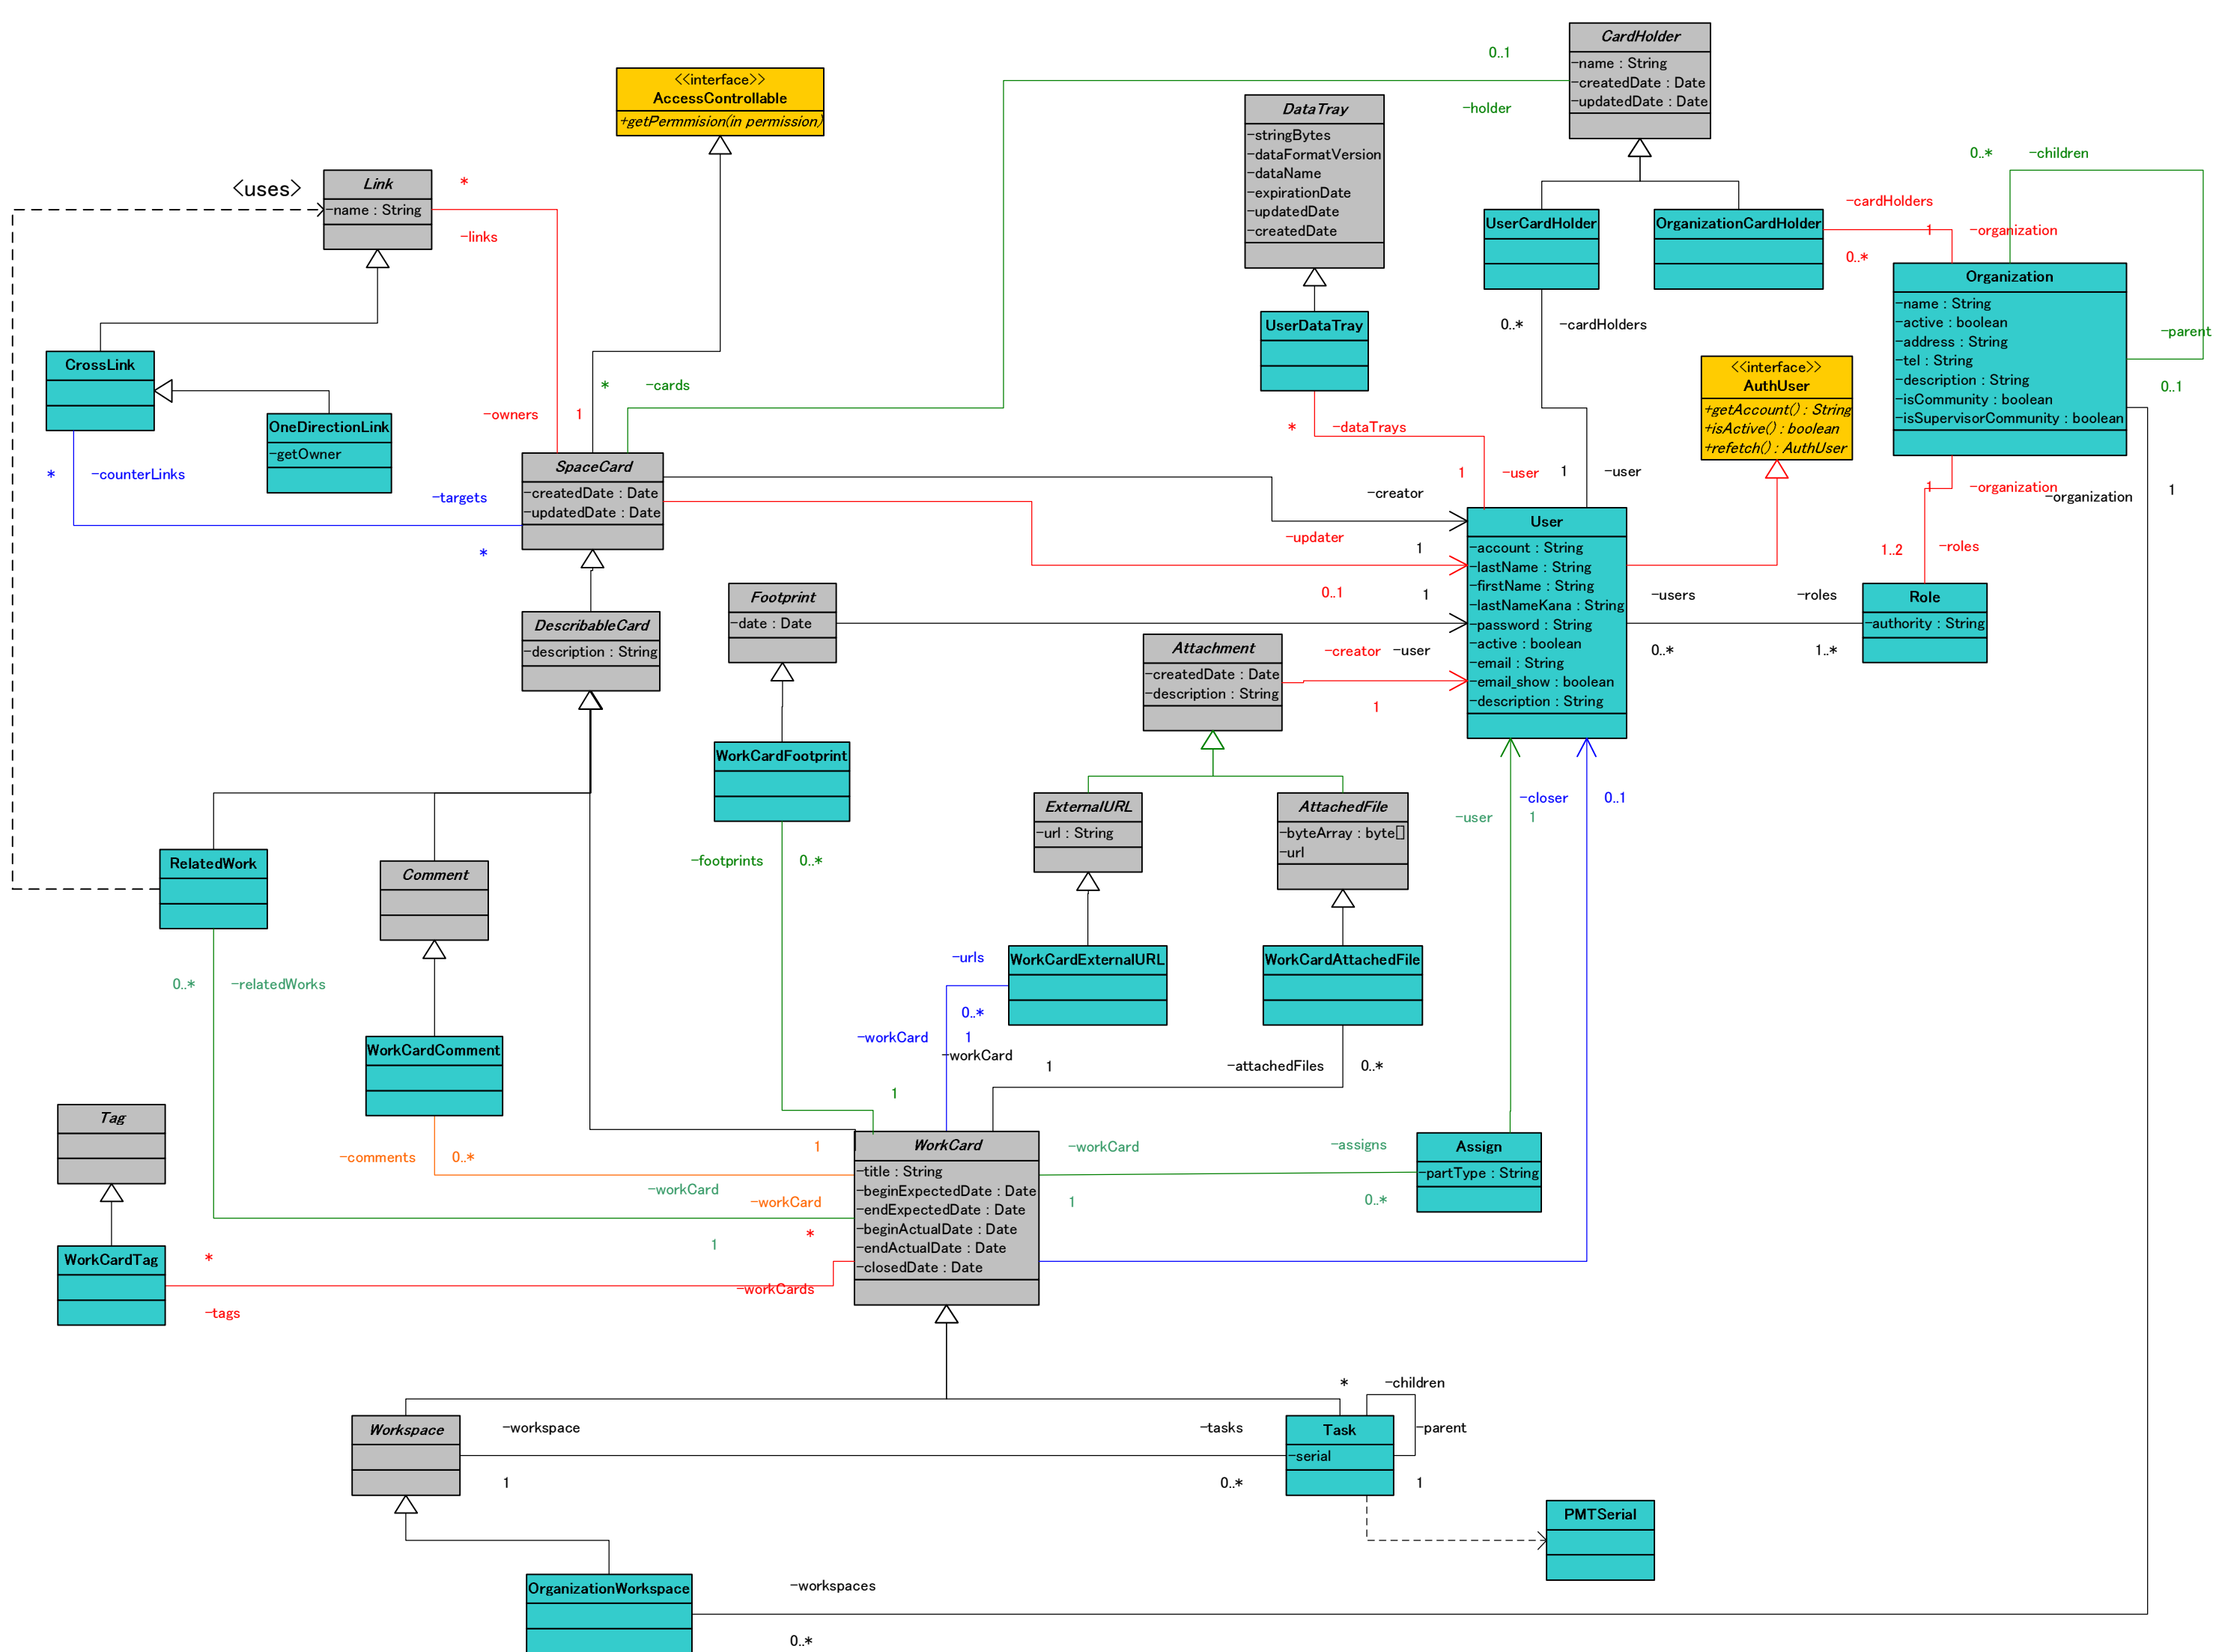 CardHolder
-name : String
-createdDate : Date
-updatedDate : Date
0..1
-holder
<<interface>>
AccessControllable
+getPermmision(in permission)
DataTray
-stringBytes
-dataFormatVersion
-dataName
-expirationDate
-updatedDate
-createdDate
0..*
-children
<uses>
Link
-name : String
*
-links
UserCardHolder
OrganizationCardHolder
-cardHolders
1
-organization
0..*
Organization
-name : String
-active : boolean
-address : String
-tel : String
-description : String
-isCommunity : boolean
-isSupervisorCommunity : boolean
-parent
0..1
UserDataTray
0..*
-cardHolders
<<interface>>
AuthUser
+getAccount() : String
+isActive() : boolean
+refetch() : AuthUser
CrossLink
OneDirectionLink
-getOwner
*
-cards
-owners
1
*
-dataTrays
1
-user
1
-user
*
-counterLinks
-targets
*
SpaceCard
-createdDate : Date
-updatedDate : Date
-creator
1
-updater
0..1
1
-organization
-organization
1
1..2
-roles
User
-account : String
-lastName : String
-firstName : String
-lastNameKana : String
-password : String
-active : boolean
-email : String
-email_show : boolean
-description : String
-users
0..*
-roles
1..*
Role
-authority : String
Footprint
-date : Date
1
-user
DescribableCard
-description : String
Attachment
-createdDate : Date
-description : String
-creator
1
WorkCardFootprint
-footprints
0..*
ExternalURL
-url : String
AttachedFile
-byteArray : byte[]
-url
-closer
0..1
-user
1
RelatedWork
Comment
0..*
-relatedWorks
WorkCardExternalURL
WorkCardAttachedFile
-urls
0..*
-workCard
1
-workCard
1
-attachedFiles
0..*
WorkCardComment
-comments
0..*
1
1
Tag
WorkCard
-title : String
-beginExpectedDate : Date
-endExpectedDate : Date
-beginActualDate : Date
-endActualDate : Date
-closedDate : Date
-workCard
1
-assigns
0..*
Assign
-partType : String
-workCard
-workCard
1
*
WorkCardTag
*
-tags
-workCards
Workspace
-workspace
1
-tasks
0..*
*
-children
Task
-serial
-parent
1
PMTSerial
OrganizationWorkspace
-workspaces
0..*